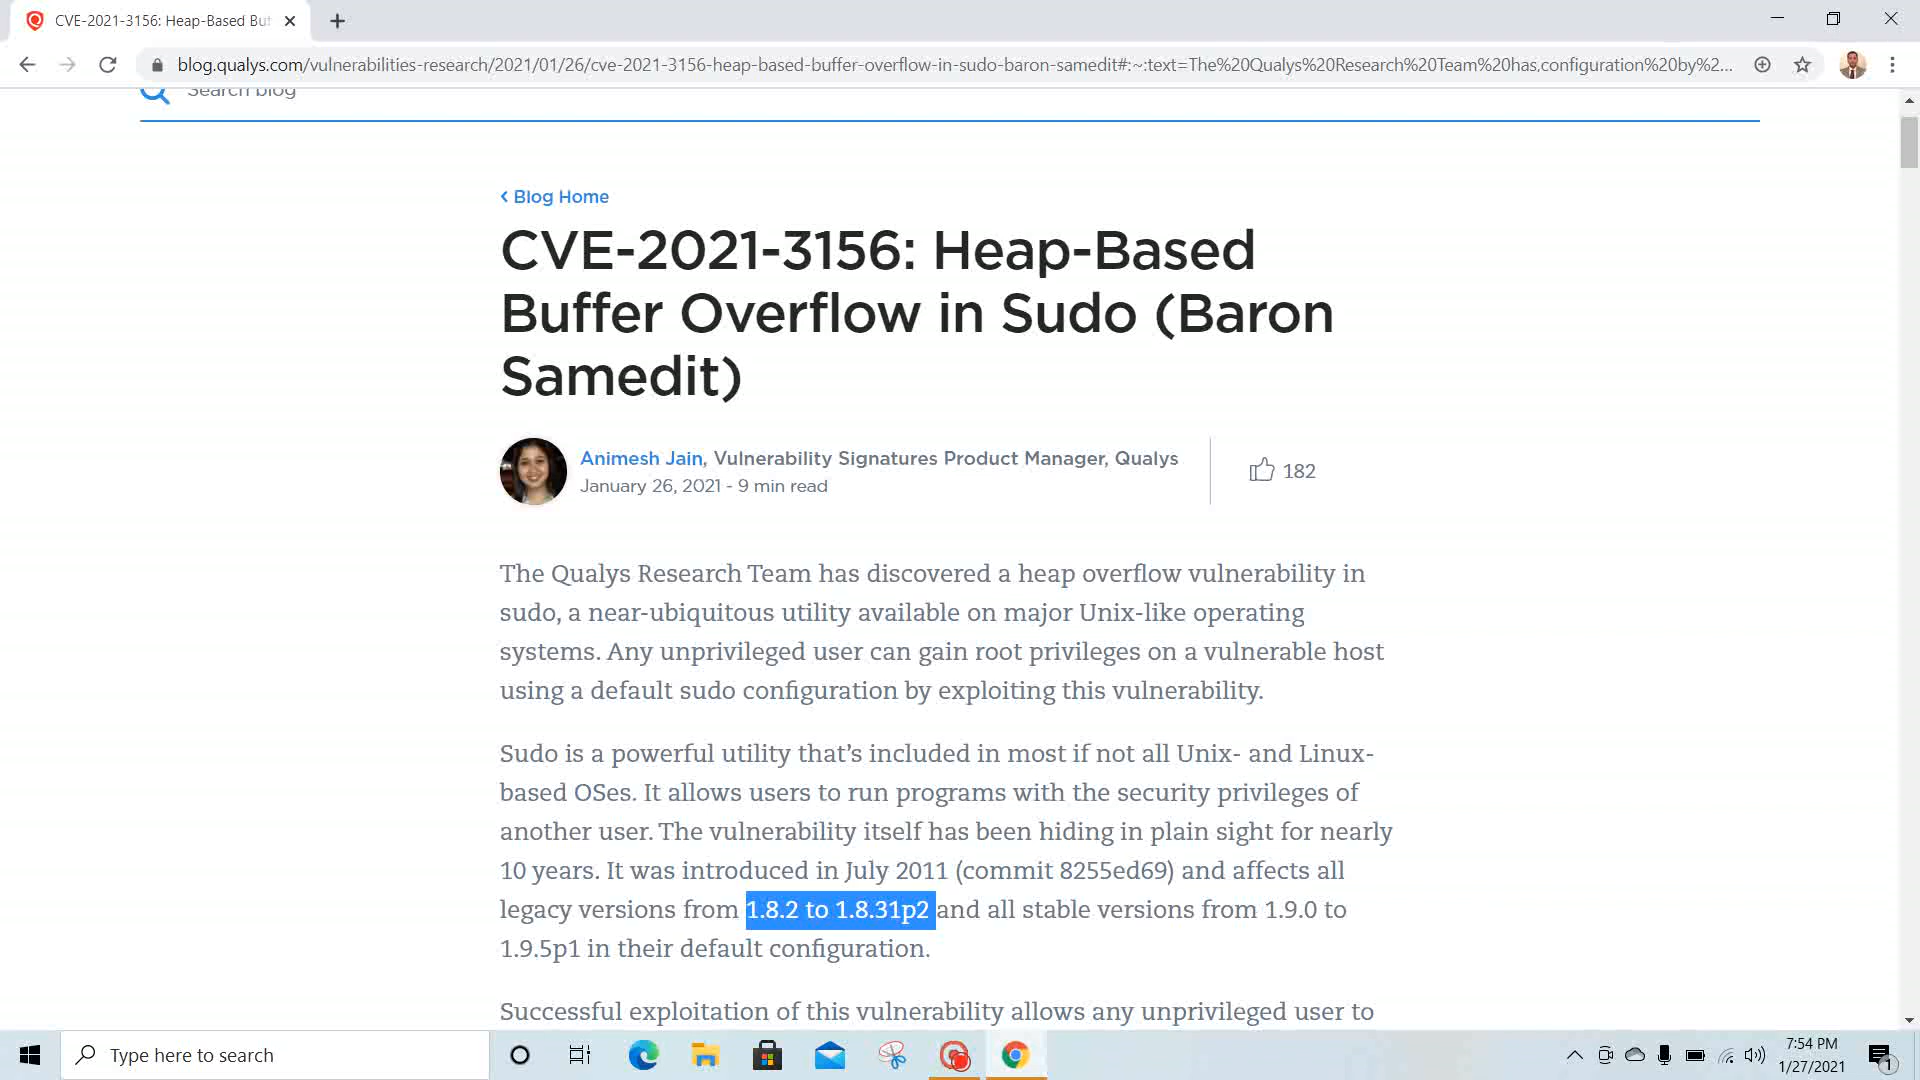 CVE-2021-3156: Heap-Based Buf
blog.qualys.com/vulnerabilities-research/2021/01/26/cve-2021-3156-heap-based-buffer-overflow-in-sudo-baron-samedit#:~:text=The%20Qualys%20Research%20Team%20has,configuration%20by%2...
Search blog
Blog Home
CVE-2021-3156: Heap-Based
Buffer Overflow in Sudo (Baron
Samedit)
Animesh Jain, Vulnerability Signatures Product Manager, Qualys
January 26, 2021 - 9 min read
182
The Qualys Research Team has discovered a heap overflow vulnerability in
sudo, a near-ubiquitous utility available on major Unix-like operating
systems. Any unprivileged user can gain root privileges on a vulnerable host
using a default sudo configuration by exploiting this vulnerability.
Sudo is a powerful utility that’s included in most if not all Unix- and Linux-
based OSes. It allows users to run programs with the security privileges of
another user. The vulnerability itself has been hiding in plain sight for nearly
10 years. It was introduced in July 2011 (commit 8255ed69) and affects all
legacy versions from 1.8.2 to 1.8.31p2 and all stable versions from 1.9.0 to
1.9.5p1 in their default configuration.
Successful exploitation of this vulnerability allows any unprivileged user to
Type here to search
7:54 PM
1/27/2021
1